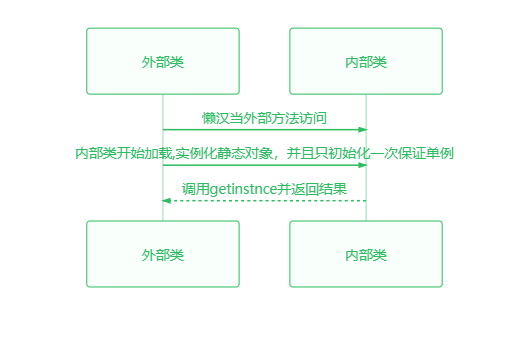 外部类
内部类
懒汉当外部方法访问
内部类开始加载,实例化静态对象，并且只初始化一次保证单例
调用getinstnce并返回结果
外部类
内部类